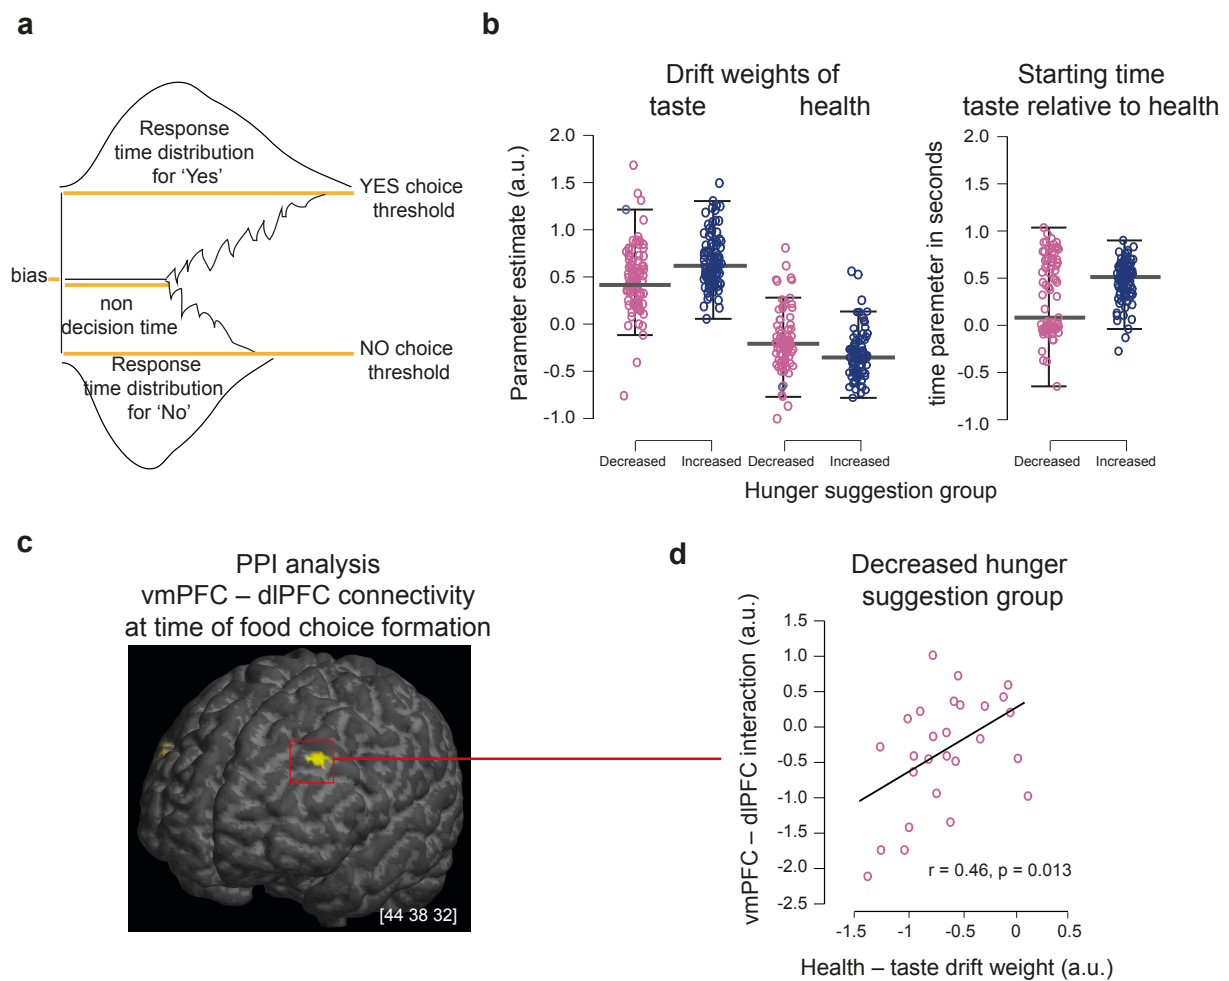 a
Response
time distribution
for ‘Yes’
YES choice
threshold
bias
non
decision time
NO choice
threshold
Response
time distribution
for ‘No’
b
Drift weights of
taste
health
Parameter estimate (a.u.)
2.0
1.5
1.0
0.5
0.0
-0.5
-1.0
Decreased
Increased
Decreased
Increased
Starting time
taste relative to health
time paremeter in seconds
2.0
1.5
1.0
0.5
0.0
-0.5
-1.0
Decreased
Increased
Hunger suggestion group
c
PPI analysis
vmPFC – dlPFC connectivity
at time of food choice formation
[44 38 32]
d
Decreased hunger
suggestion group
vmPFC – dlPFC interaction (a.u.)
1.5
1.0
0.5
0.0
-0.5
-1.0
-1.5
-2.0
-2.5
r = 0.46, p = 0.013
-1.5
-1
-0.5
0
0.5
Health – taste drift weight (a.u.)